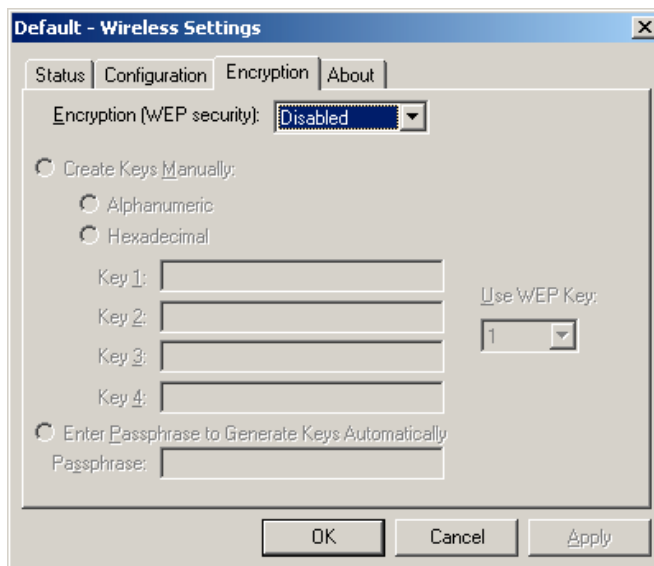 Default - Wireless Settings
Status Configuration Encryption About
Encryption (WEP security): Disabled
Create Keys Manually:
Alphanumeric
Hexadecimal
Key 1:
Use WEP Key:
Key 2:
1
Key 3:
Key 4:
Enter Passphrase to Generate Keys Automatically
Passphrase:
OK Cancel Apply